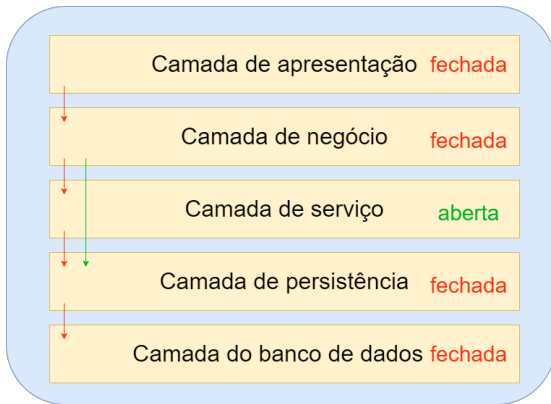 Camada de apresentação fechada
Camada de negócio fechada
Camada de serviço aberta
Camada de persistência fechada
Camada do banco de dados fechada